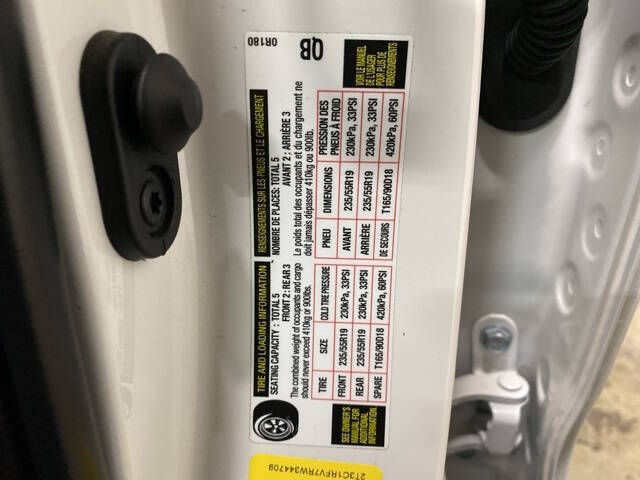 TIRE AND LOADING INFORMATION
SEATING CAPACITY : TOTAL 5
FRONT 2 : REAR 3
The combined weight of occupants and cargo
should never exceed 410kg or 900lbs.
TIRE SIZE COLD TIRE PRESSURE
FRONT 235/55R19 230kPa, 33PSI
REAR 235/55R19 230kPa, 33PSI
SPARE T165/90D18 420kPa, 60PSI
SEE OWNER'S
MANUAL FOR
ADDITIONAL
INFORMATION.
RENSEIGNEMENTS SUR LES PNEUS ET LE CHARGEMENT
NOMBRE DE PLACES: TOTAL 5
AVANT 2 : ARRIÈRE 3
Le poids total des occupants et du chargement ne
doit jamais dépasser 410kg ou 900lb.
PNEU DIMENSIONS PRESSION DES
PNEUS À FROID
AVANT 235/55R19 230kPa, 33PSI
ARRIÈRE 235/55R19 230kPa, 33PSI
DE SECOURS T165/90D18 420kPa, 60PSI
VOIR LE MANUEL
DE L'USAGER
POUR PLUS DE
RENSEIGNEMENTS
0R180
QB
2T3C1RFV7RW344709